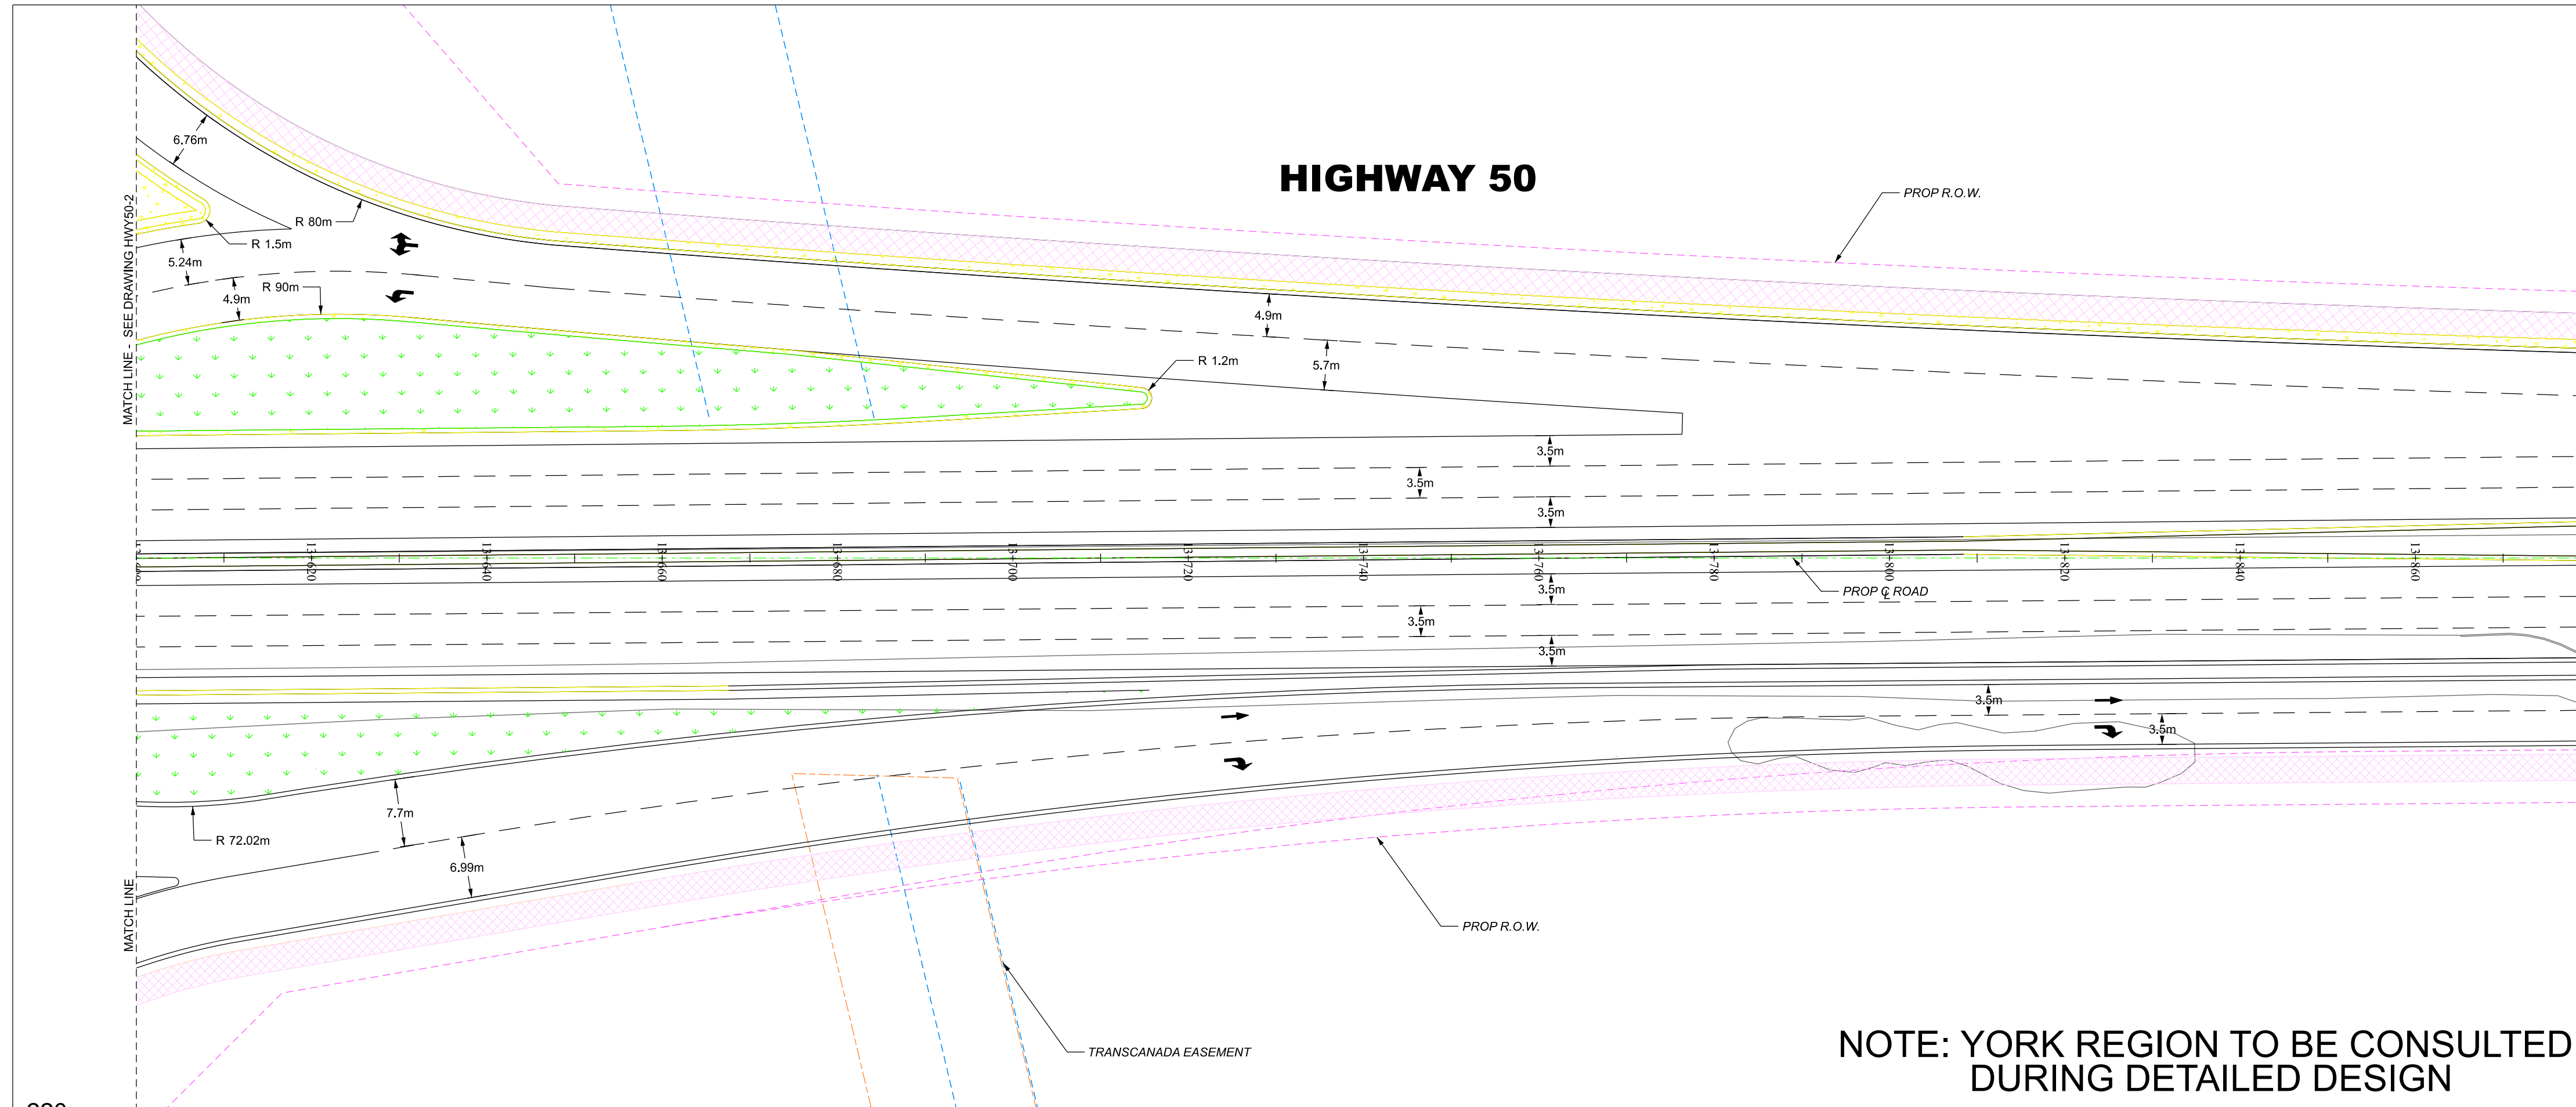 HIGHWAY 50
PROP R.O.W.
6.76m
R 80m
R 1.5m
5.24m
4.9m
R 90m
MATCH LINE - SEE DRAWING HWY50-2
4.9m
5.7m
R 1.2m
3.5m
3.5m
3.5m
13+620
13+640
13+660
13+680
13+700
13+720
13+740
13+760
13+780
13+800
13+820
13+840
13+860
PROP ℄ ROAD
3.5m
3.5m
3.5m
3.5m
3.5m
7.7m
R 72.02m
6.99m
MATCH LINE
PROP R.O.W.
TRANSCANADA EASEMENT
NOTE: YORK REGION TO BE CONSULTED
DURING DETAILED DESIGN